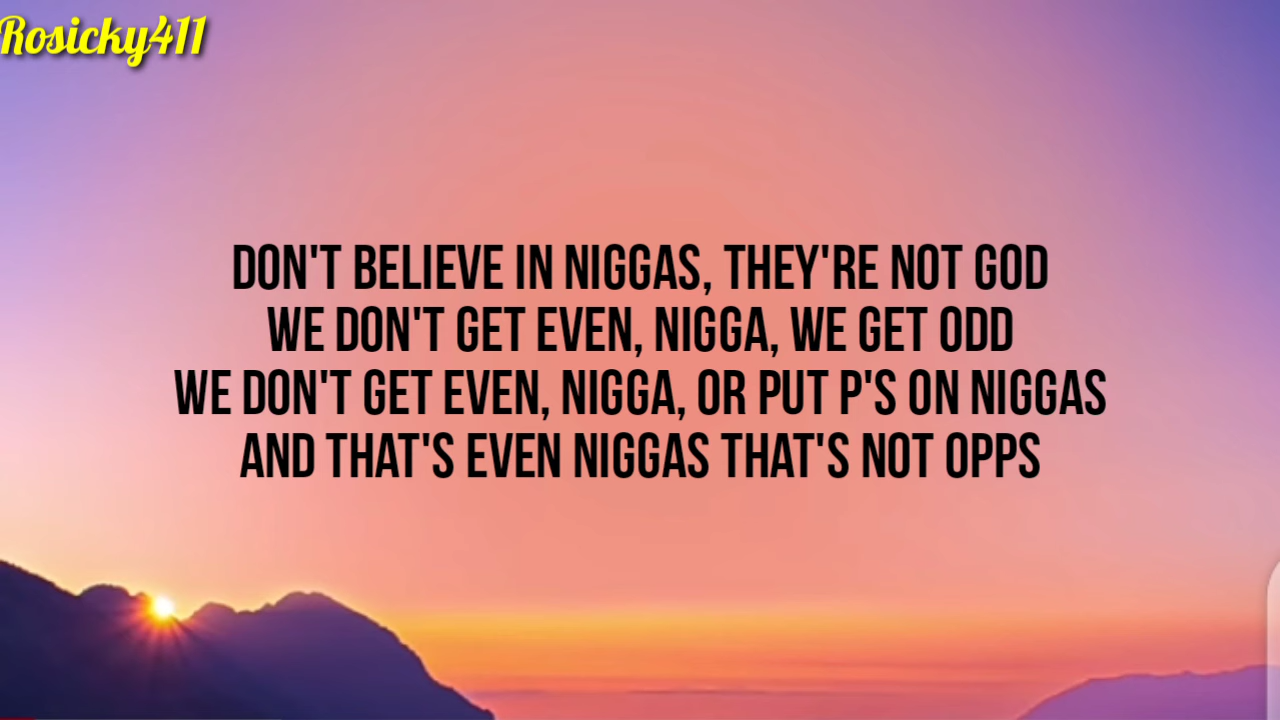 Rosicky411
DON'T BELIEVE IN NIGGAS, THEY'RE NOT GOD
WE DON'T GET EVEN, NIGGA, WE GET ODD
WE DON'T GET EVEN, NIGGA, OR PUT P'S ON NIGGAS
AND THAT'S EVEN NIGGAS THAT'S NOT OPPS